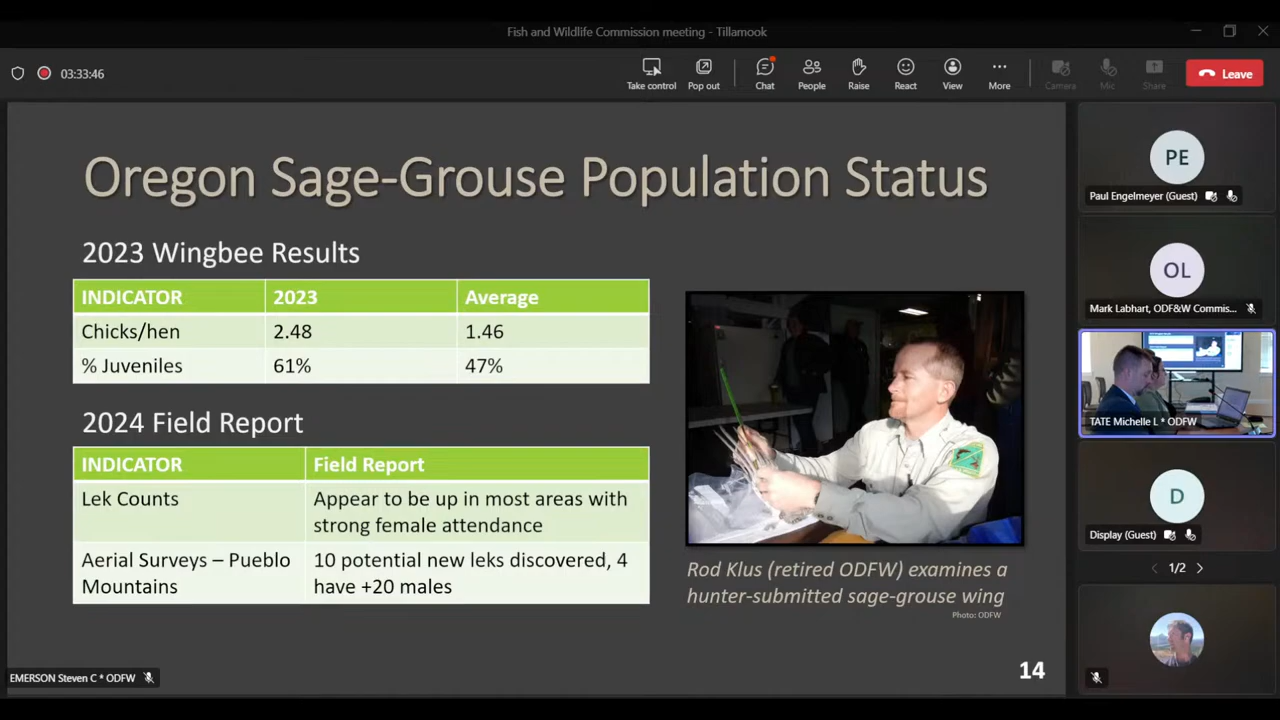 Fish and Wildlife Commission meeting - Tillamook
03:33:46
Take control
Pop out
Chat
People
Raise
React
View
More
Camera
Mic
Share
Leave
Oregon Sage-Grouse Population Status
2023 Wingbee Results
INDICATOR 2023 Average
Chicks/hen 2.48 1.46
% Juveniles 61% 47%
2024 Field Report
INDICATOR Field Report
Lek Counts Appear to be up in most areas with
strong female attendance
Aerial Surveys – Pueblo 10 potential new leks discovered, 4
Mountains have +20 males
Rod Klus (retired ODFW) examines a
hunter-submitted sage-grouse wing
Photo: ODFW
14
EMERSON Steven C * ODFW
PE
Paul Engelmeyer (Guest)
OL
Mark Labhart, ODF&W Commis...
TATE Michelle L * ODFW
D
Display (Guest)
1/2